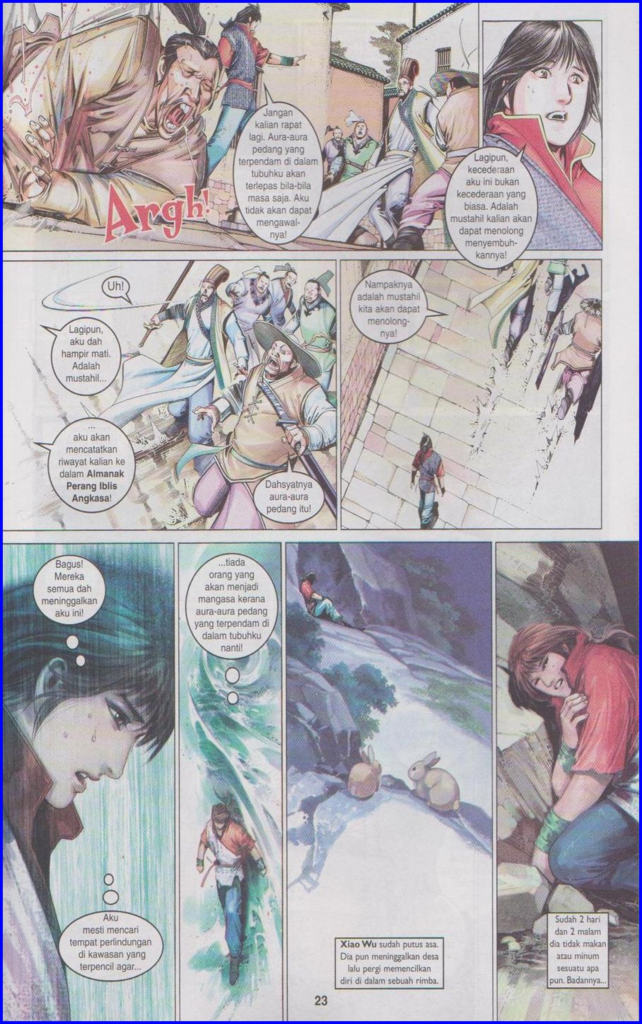 Jangan
kalian rapat
lagi. Aura-aura
pedang yang
terpendam di dalam
tubuhku akan
terlepas bila-bila
masa saja. Aku
tidak akan dapat
mengawal-
nya!
Argh!
Lagipun,
kecederaan
aku ini bukan
kecederaan yang
biasa. Adalah
mustahil kalian akan
dapat menolong
menyembuh-
kannya!
Uh!
Lagipun,
aku dah
hampir mati.
Adalah
mustahil...
...
aku akan
mencatatkan
riwayat kalian ke
dalam Almanak
Perang Iblis
Angkasa!
Dahsyatnya
aura-aura
pedang itu!
Nampaknya
adalah mustahil
kita akan dapat
menolong-
nya!
Bagus!
Mereka
semua dah
meninggalkan
aku ini!
Aku
mesti mencari
tempat perlindungan
di kawasan yang
terpencil agar...
...tiada
orang yang
akan menjadi
mangsa kerana
aura-aura pedang
yang terpendam di
dalam tubuhku
nanti!
Xiao Wu sudah putus asa.
Dia pun meninggalkan desa
lalu pergi memencilkan
diri di dalam sebuah rimba.
Sudah 2 hari
dan 2 malam
dia tidak makan
atau minum
sesuatu apa
pun. Badannya...
23